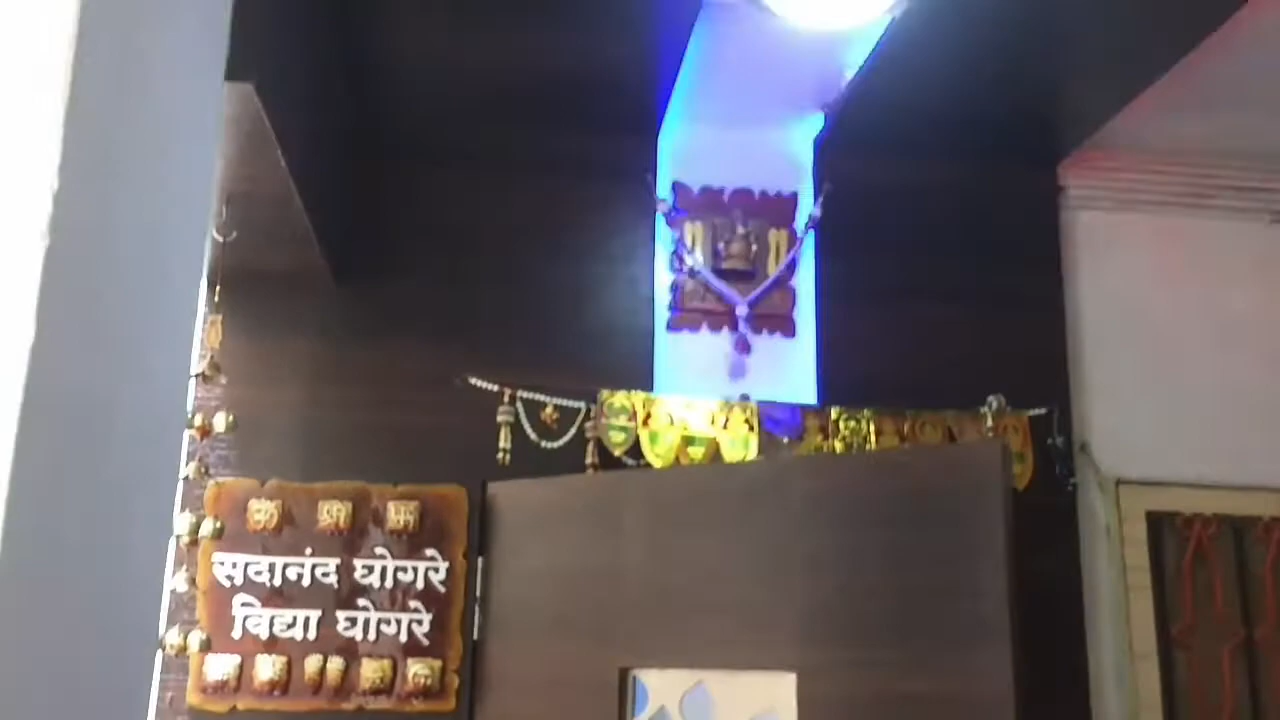 सदानंद घोगरे
विद्या घोगरे